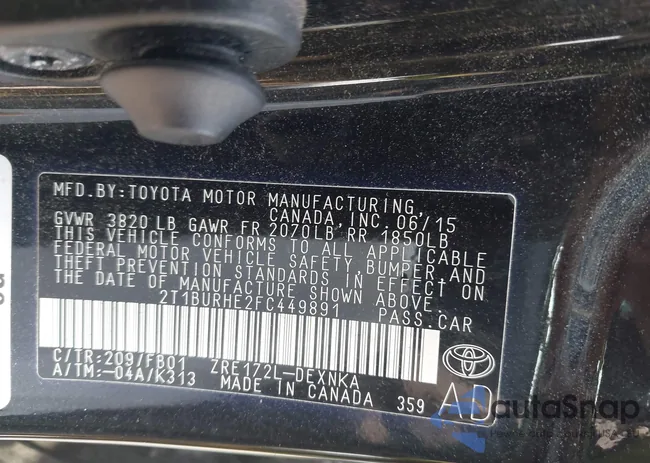 MFD.BY:TOYOTA MOTOR MANUFACTURING,
CANADA, INC. 06/15
GVWR 3820 LB GAWR FR 2070LB RR 1850LB
THIS VEHICLE CONFORMS TO ALL APPLICABLE
FEDERAL MOTOR VEHICLE SAFETY,BUMPER,AND
THEFT PREVENTION STANDARDS IN EFFECT ON
THE DATE OF MANUFACTURE SHOWN ABOVE.
2T1BURHE2FC449891 PASS.CAR
C/TR:209/FB01 ZRE172L-DEXNKA
A/TM:-04A/K313 MADE IN CANADA 359 AD
autaSnap